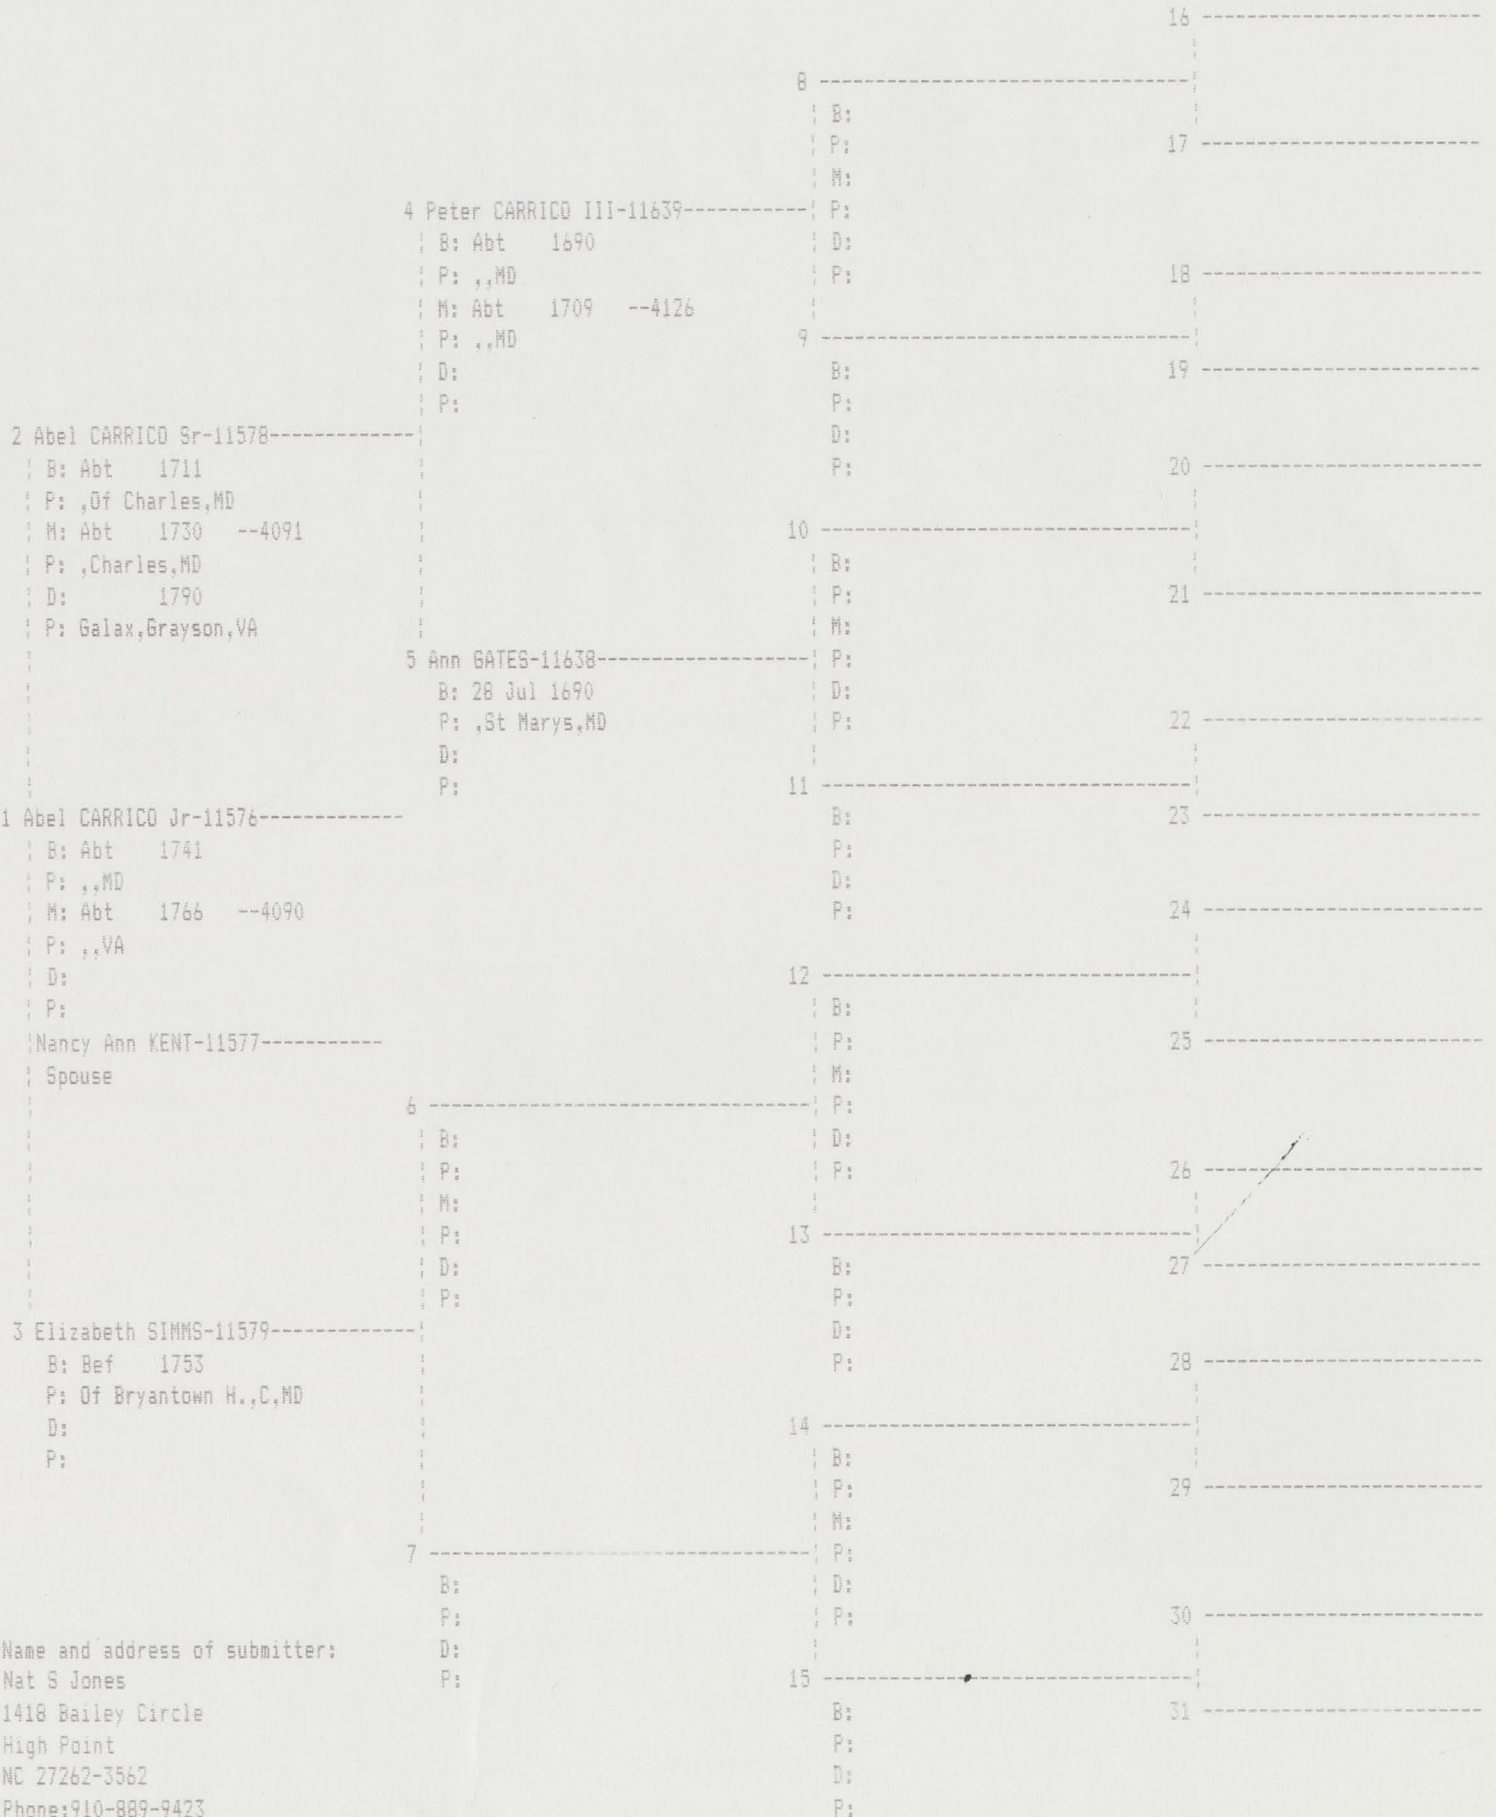 16 -------------------------
8 ---------------------------------
B:
P:
17 -------------------------
M:
4 Peter CARRICO III-11639----------- P:
B: Abt 1690 D:
P: ,,MD P: 18 -------------------------
M: Abt 1709 --4126
P: ,,MD 9 ---------------------------------
D: B: 19 -------------------------
P: P:
2 Abel CARRICO Sr-11578------------- D:
B: Abt 1711 P: 20 -------------------------
P: ,Of Charles,MD
M: Abt 1730 --4091 10 ---------------------------------
P: ,Charles,MD B:
D: 1790 P: 21 -------------------------
P: Galax,Grayson,VA M:
5 Ann GATES-11638------------------- P:
B: 28 Jul 1690 D:
P: ,St Marys,MD P: 22 -------------------------
D:
P: 11 ---------------------------------
1 Abel CARRICO Jr-11576------------- B: 23 -------------------------
B: Abt 1741 P:
P: ,,MD D:
M: Abt 1766 --4090 P: 24 -------------------------
P: ,,VA
D: 12 ---------------------------------
P: B:
Nancy Ann KENT-11577----------- P: 25 -------------------------
Spouse M:
6 ---------------------------------- P:
B: D:
P: P: 26 -------------------------
M:
P: 13 ---------------------------------
D: B: 27 -------------------------
P: P:
3 Elizabeth SIMMS-11579------------- D:
B: Bef 1753 P: 28 -------------------------
P: Of Bryantown H.,C,MD
D: 14 ---------------------------------
P: B:
P: 29 -------------------------
M:
7 ---------------------------------- P:
B: D:
P: P: 30 -------------------------
Name and address of submitter: D:
Nat S Jones P: 15 ---------------------------------
1418 Bailey Circle B: 31 -------------------------
High Point P:
NC 27262-3562 D:
Phone:910-889-9423 P: